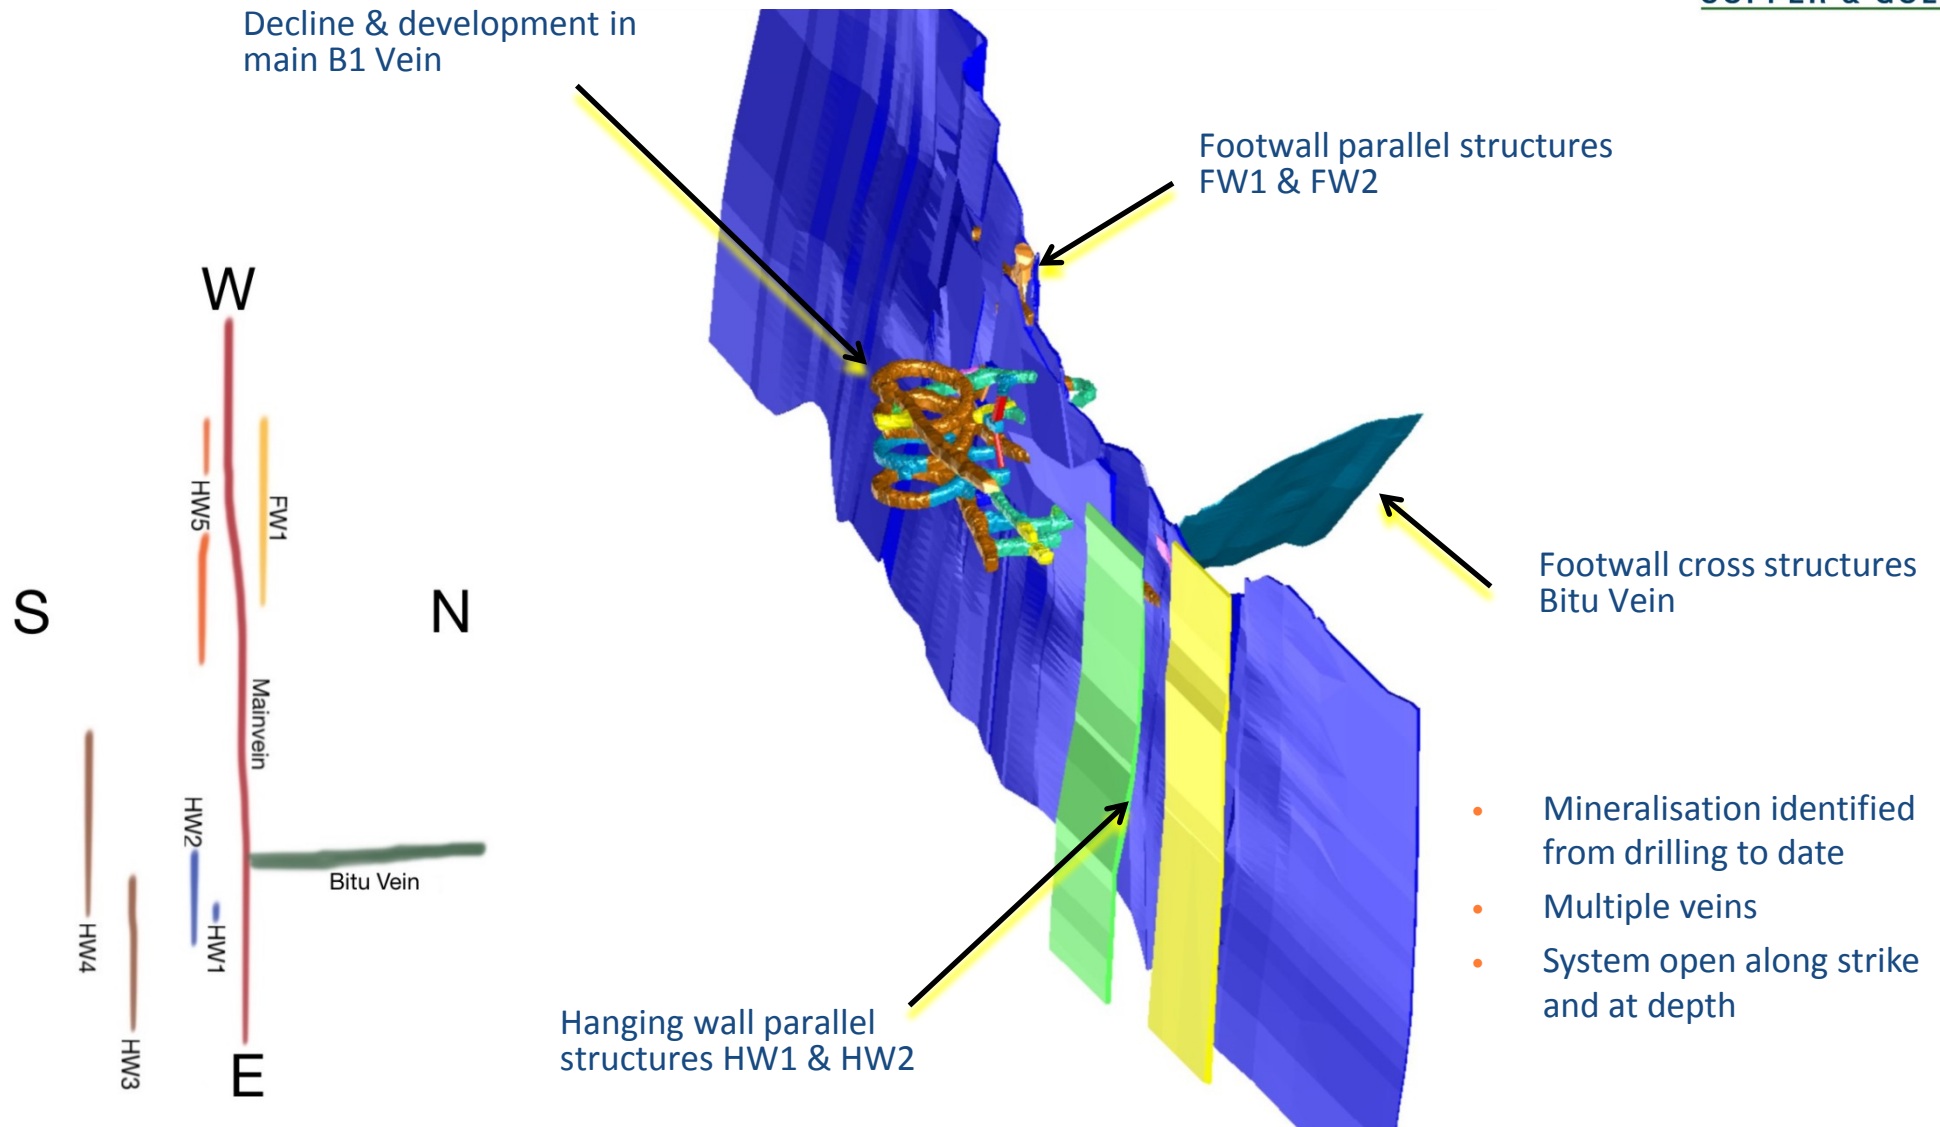 Decline & development in
main B1 Vein
Footwall parallel structures
FW1 & FW2
W
HW5
FW1
S
N
Mainvein
HW2
Bitu Vein
HW4
HW1
HW3
E
Footwall cross structures
Bitu Vein
Hanging wall parallel
structures HW1 & HW2
• Mineralisation identified
from drilling to date
• Multiple veins
• System open along strike
and at depth